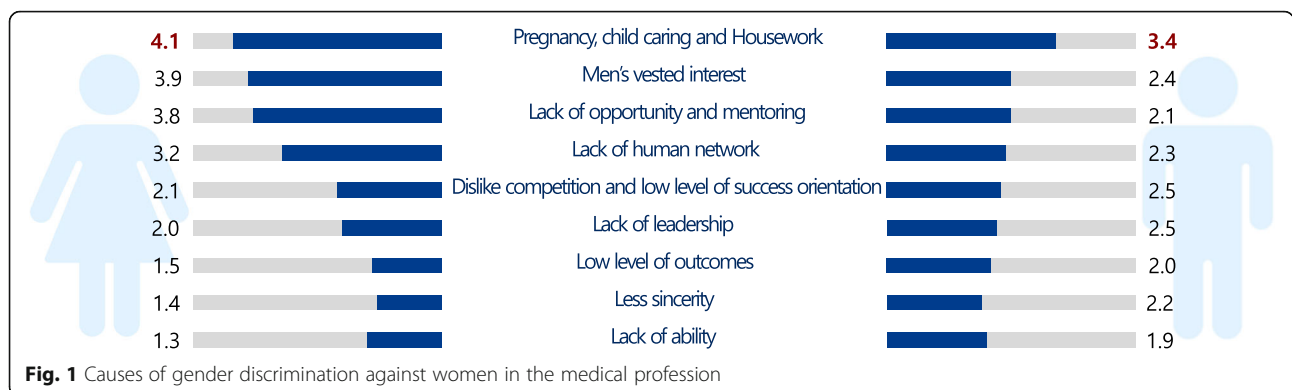 4.1 Pregnancy, child caring and Housework 3.4
3.9 Men's vested interest 2.4
3.8 Lack of opportunity and mentoring 2.1
3.2 Lack of human network 2.3
2.1 Dislike competition and low level of success orientation 2.5
2.0 Lack of leadership 2.5
1.5 Low level of outcomes 2.0
1.4 Less sincerity 2.2
1.3 Lack of ability 1.9
Fig. 1 Causes of gender discrimination against women in the medical profession